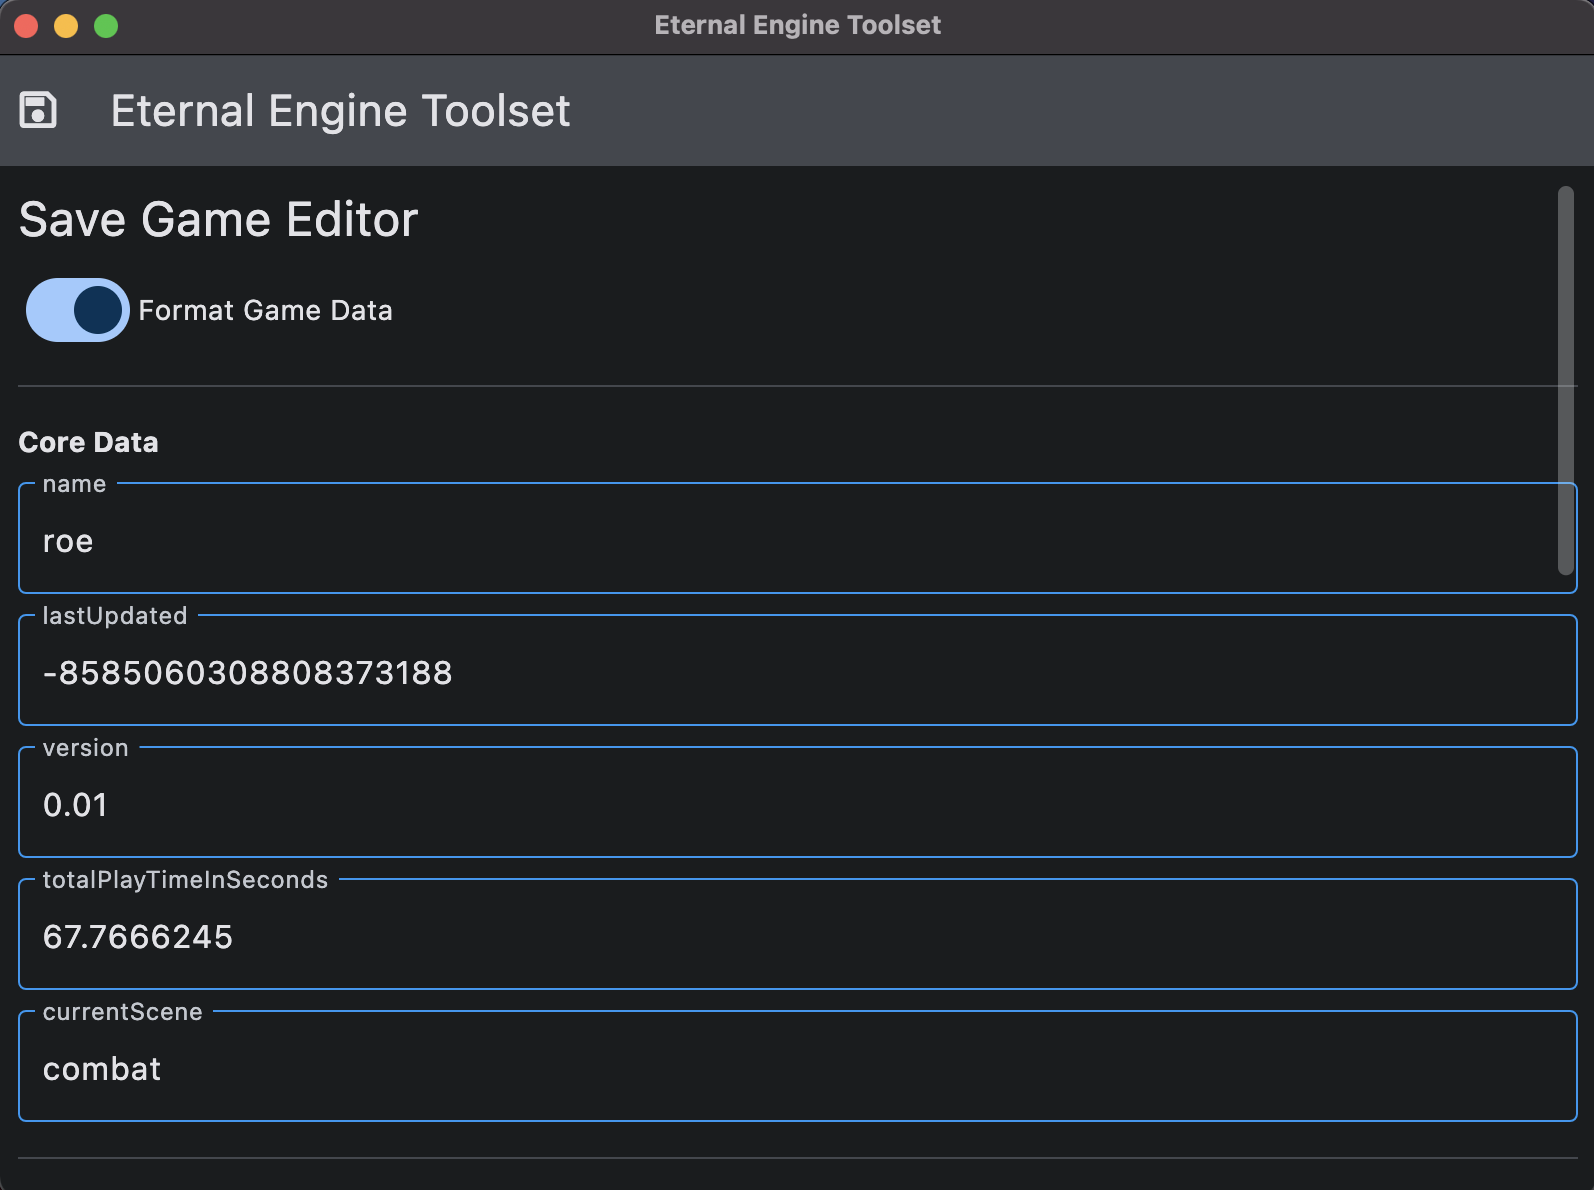 Eternal Engine Toolset
Eternal Engine Toolset
Save Game Editor
Format Game Data
Core Data
name
roe
lastUpdated
-8585060308808373188
version
0.01
totalPlayTimeInSeconds
67.7666245
currentScene
combat